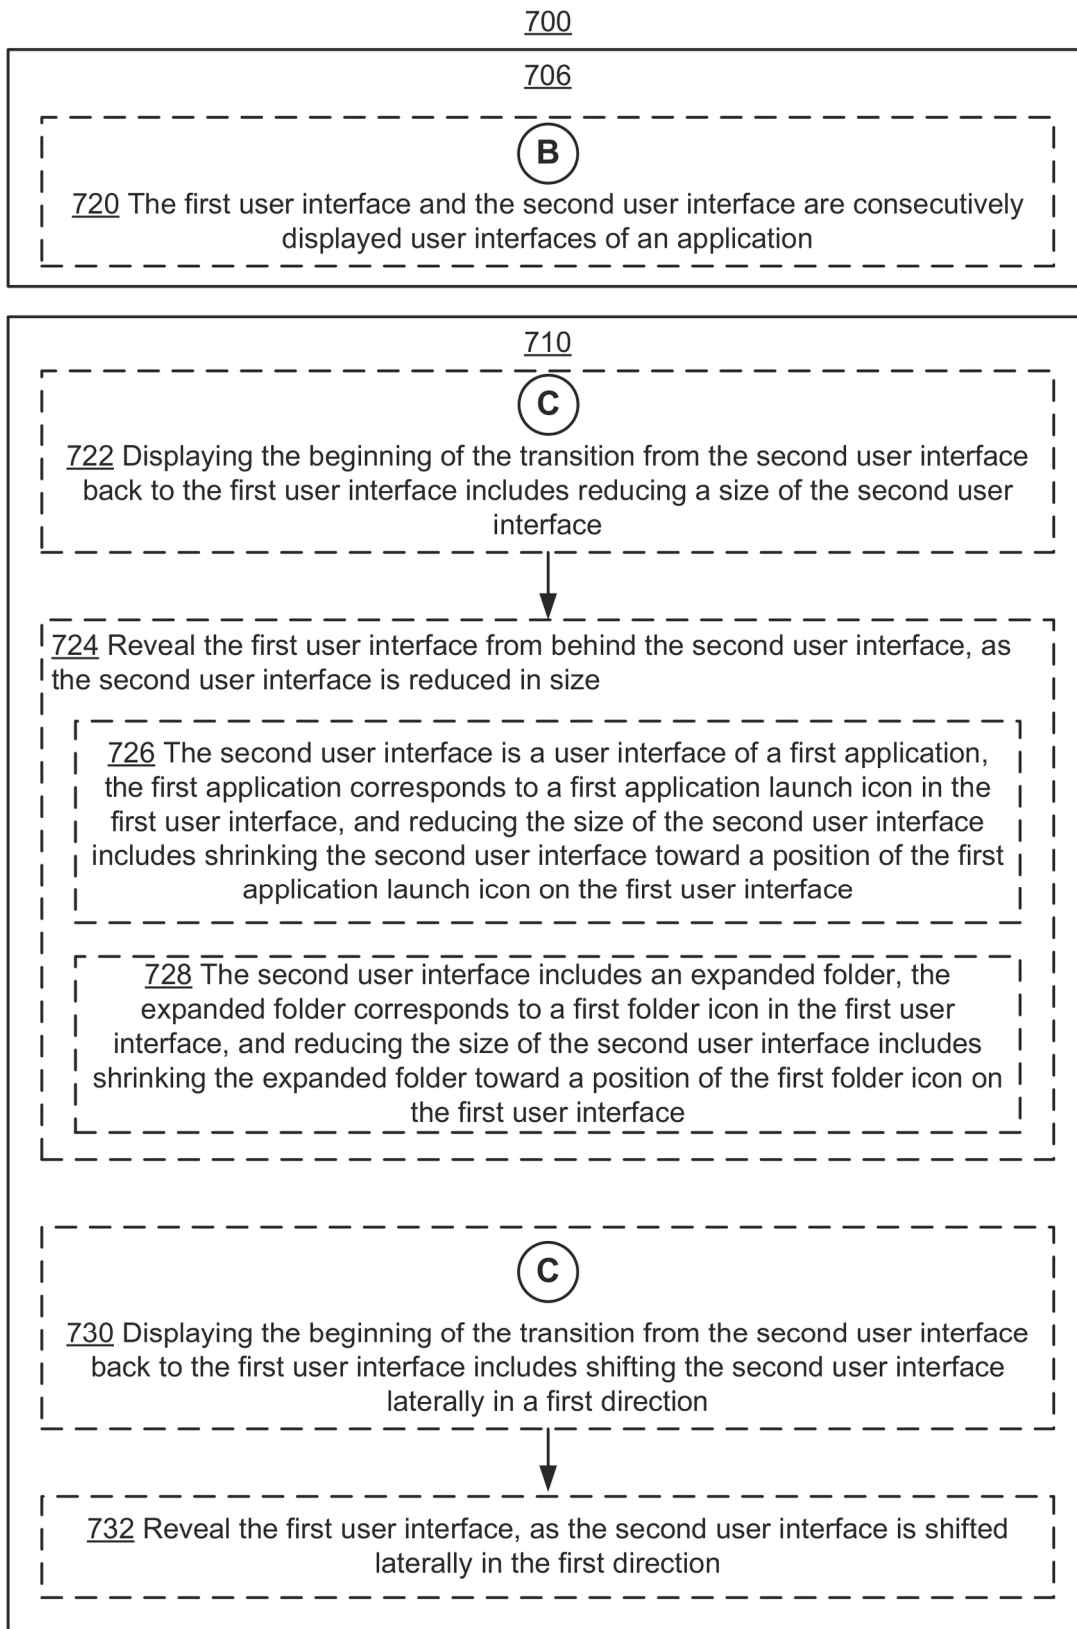 700
706
B
720 The first user interface and the second user interface are consecutively
displayed user interfaces of an application
710
C
722 Displaying the beginning of the transition from the second user interface
back to the first user interface includes reducing a size of the second user
interface
724 Reveal the first user interface from behind the second user interface, as
the second user interface is reduced in size
726 The second user interface is a user interface of a first application,
the first application corresponds to a first application launch icon in the
first user interface, and reducing the size of the second user interface
includes shrinking the second user interface toward a position of the first
application launch icon on the first user interface
728 The second user interface includes an expanded folder, the
expanded folder corresponds to a first folder icon in the first user
interface, and reducing the size of the second user interface includes
shrinking the expanded folder toward a position of the first folder icon on
the first user interface
C
730 Displaying the beginning of the transition from the second user interface
back to the first user interface includes shifting the second user interface
laterally in a first direction
732 Reveal the first user interface, as the second user interface is shifted
laterally in the first direction